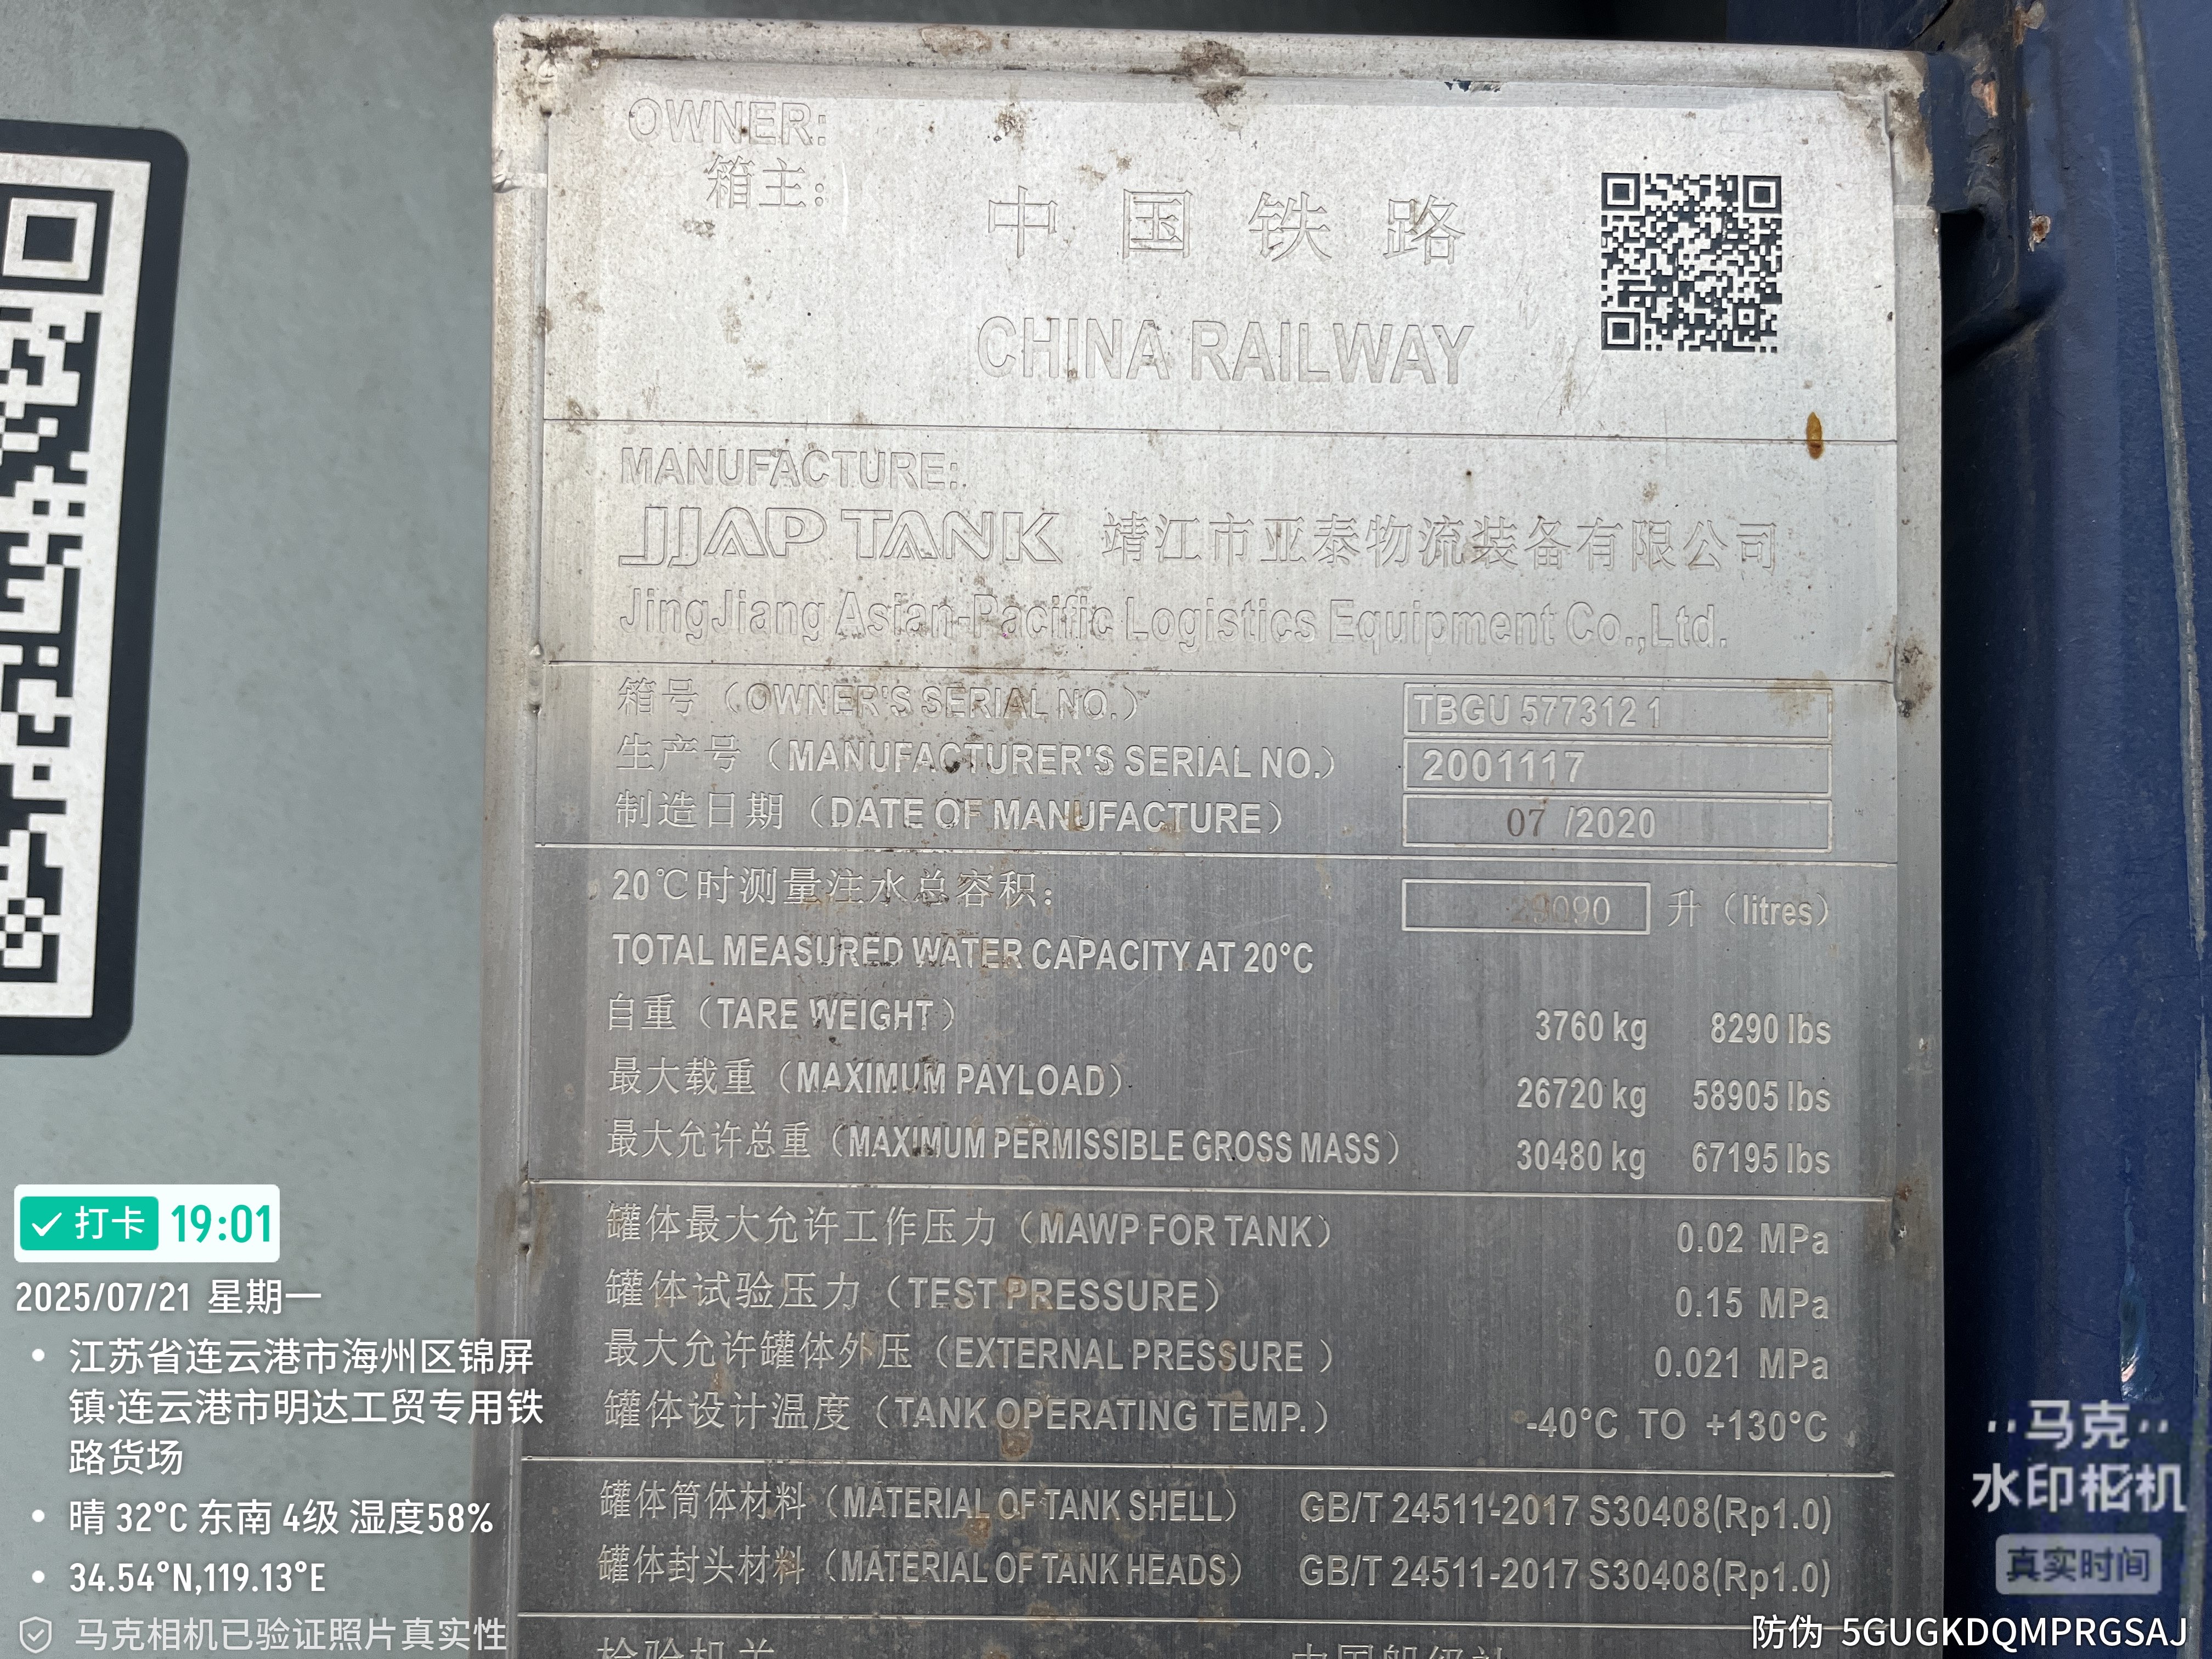 OWNER:
箱主:
中国铁路
CHINA RAILWAY
MANUFACTURE:
JJAP TANK 靖江市亚泰物流装备有限公司
JingJiang Asian-Pacific Logistics Equipment Co.,Ltd.
箱号（OWNER'S SERIAL NO.） TBGU 577312 1
生产号（MANUFACTURER'S SERIAL NO.） 2001117
制造日期（DATE OF MANUFACTURE） 07 /2020
20℃时测量注水总容积: 29090 升（litres）
TOTAL MEASURED WATER CAPACITY AT 20°C
自重（TARE WEIGHT） 3760 kg 8290 lbs
最大载重（MAXIMUM PAYLOAD） 26720 kg 58905 lbs
最大允许总重（MAXIMUM PERMISSIBLE GROSS MASS） 30480 kg 67195 lbs
罐体最大允许工作压力（MAWP FOR TANK） 0.02 MPa
罐体试验压力（TEST PRESSURE） 0.15 MPa
最大允许罐体外压（EXTERNAL PRESSURE ） 0.021 MPa
罐体设计温度（TANK OPERATING TEMP.） -40°C TO +130°C
罐体筒体材料（MATERIAL OF TANK SHELL） GB/T 24511-2017 S30408(Rp1.0)
罐体封头材料（MATERIAL OF TANK HEADS） GB/T 24511-2017 S30408(Rp1.0)
检验机关 中国船级社
打卡 19:01
2025/07/21 星期一
江苏省连云港市海州区锦屏
镇·连云港市明达工贸专用铁
路货场
晴 32°C 东南 4级 湿度58%
34.54°N,119.13°E
马克相机已验证照片真实性
马克
水印相机
真实时间
防伪 5GUGKDQMPRGSAJ